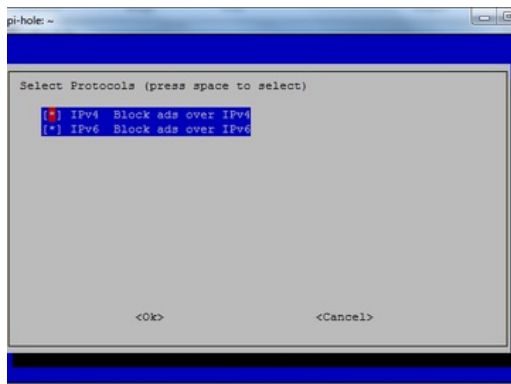 pi-hole: ~
Select Protocols (press space to select)
[*] IPv4 Block ads over IPv4
[*] IPv6 Block ads over IPv6
<Ok> <Cancel>